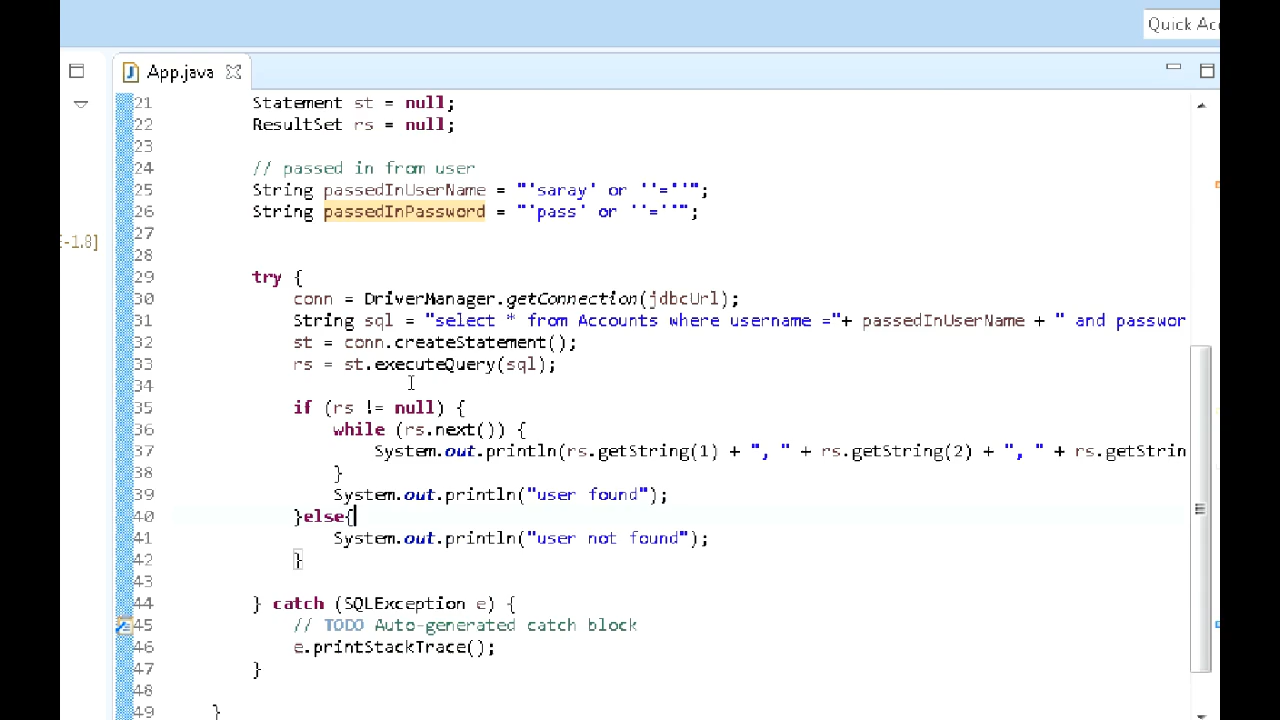 Quick Acc
App.java
21 Statement st = null;
22 ResultSet rs = null;
23
24 // passed in from user
25 String passedInUserName = "'saray' or ''=''";
26 String passedInPassword = "'pass' or ''=''";
E-1.8]
27
28
29 try {
30 conn = DriverManager.getConnection(jdbcUrl);
31 String sql = "select * from Accounts where username ="+ passedInUserName + " and passwor
32 st = conn.createStatement();
33 rs = st.executeQuery(sql);
34
35 if (rs != null) {
36 while (rs.next()) {
37 System.out.println(rs.getString(1) + ", " + rs.getString(2) + ", " + rs.getStrin
38 }
39 System.out.println("user found");
40 }else{
41 System.out.println("user not found");
42 }
43
44 } catch (SQLException e) {
45 // TODO Auto-generated catch block
46 e.printStackTrace();
47 }
48
49 }